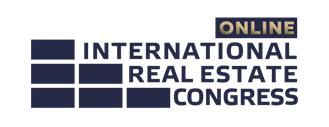 ONLINE
INTERNATIONAL
REAL ESTATE
CONGRESS